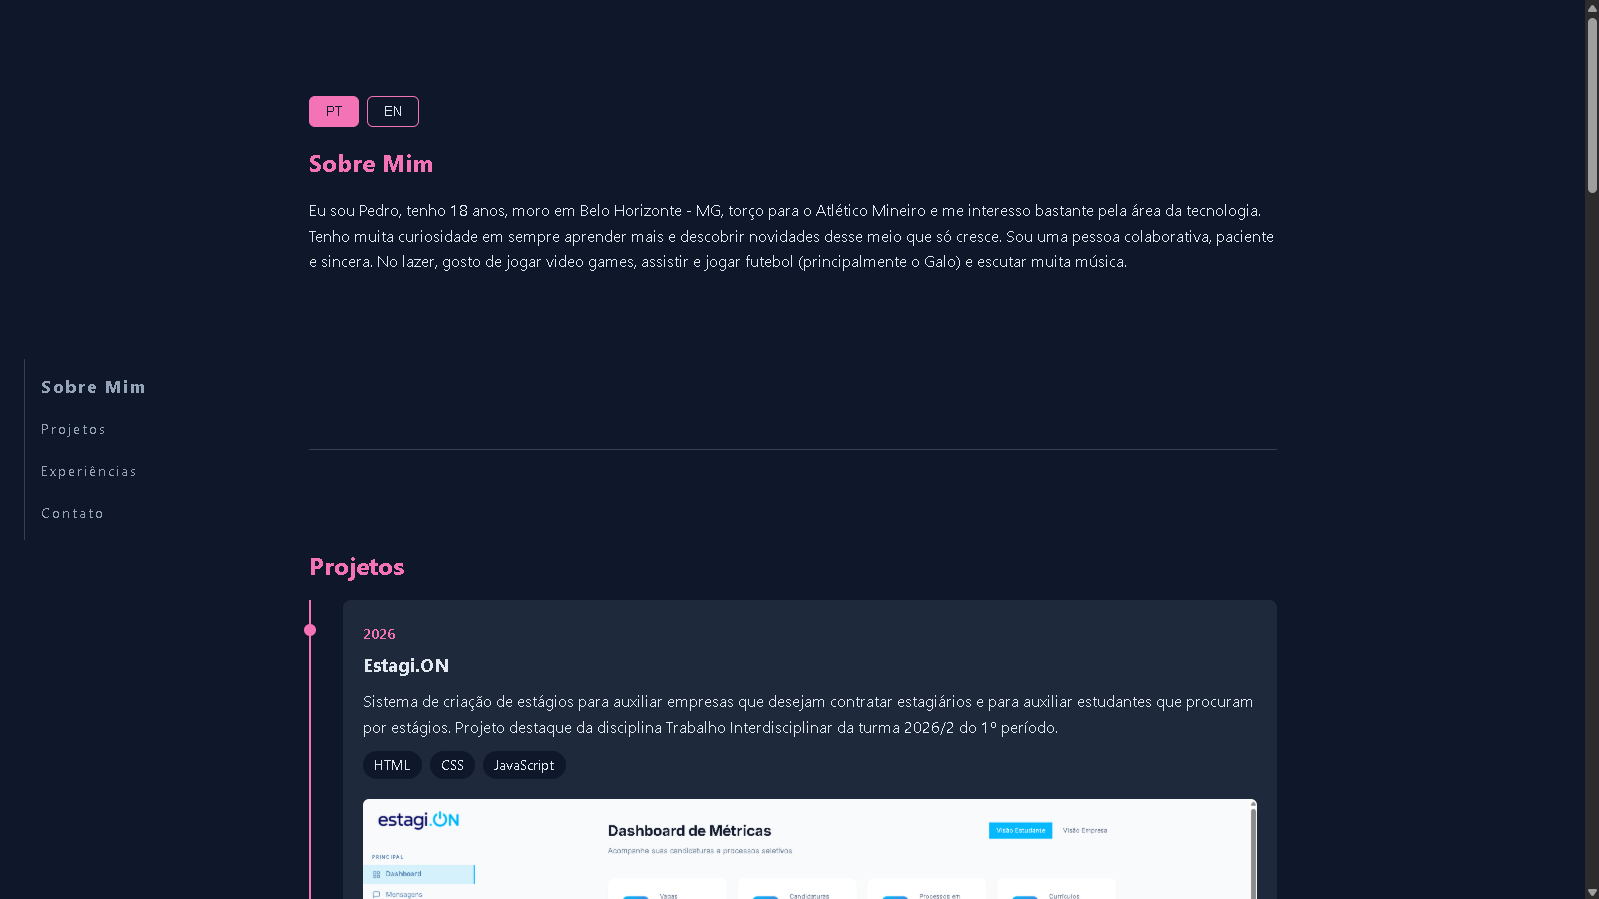 PT
EN
Sobre Mim
Eu sou Pedro, tenho 18 anos, moro em Belo Horizonte - MG, torço para o Atlético Mineiro e me interesso bastante pela área da tecnologia.
Tenho muita curiosidade em sempre aprender mais e descobrir novidades desse meio que só cresce. Sou uma pessoa colaborativa, paciente
e sincera. No lazer, gosto de jogar video games, assistir e jogar futebol (principalmente o Galo) e escutar muita música.
Sobre Mim
Projetos
Experiências
Contato
Projetos
2026
Estagi.ON
Sistema de criação de estágios para auxiliar empresas que desejam contratar estagiários e para auxiliar estudantes que procuram
por estágios. Projeto destaque da disciplina Trabalho Interdisciplinar da turma 2026/2 do 1º período.
HTML
CSS
JavaScript
estagi.ON
Dashboard de Métricas
Visão Estudante
Visão Empresa
Acompanhe suas candidaturas e processos seletivos
PRINCIPAL
Dashboard
Mensagens
Vagas
Candidaturas
Processos em
Currículos